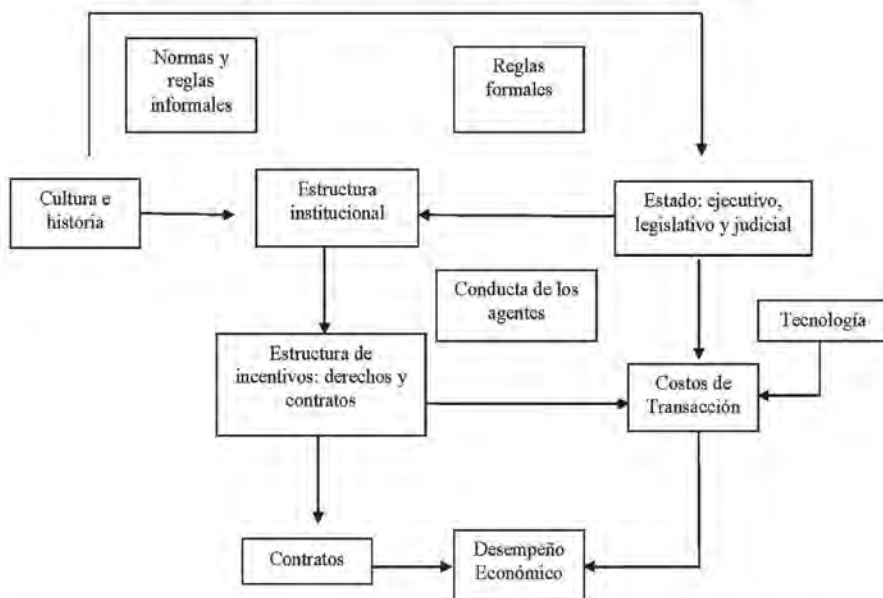 Normas y
reglas
informales
Reglas
formales
Cultura e
historia
Estructura
institucional
Estado: ejecutivo,
legislativo y judicial
Conducta de los
agentes
Tecnología
Estructura de
incentivos: derechos y
contratos
Costos de
Transacción
Contratos
Desempeño
Económico